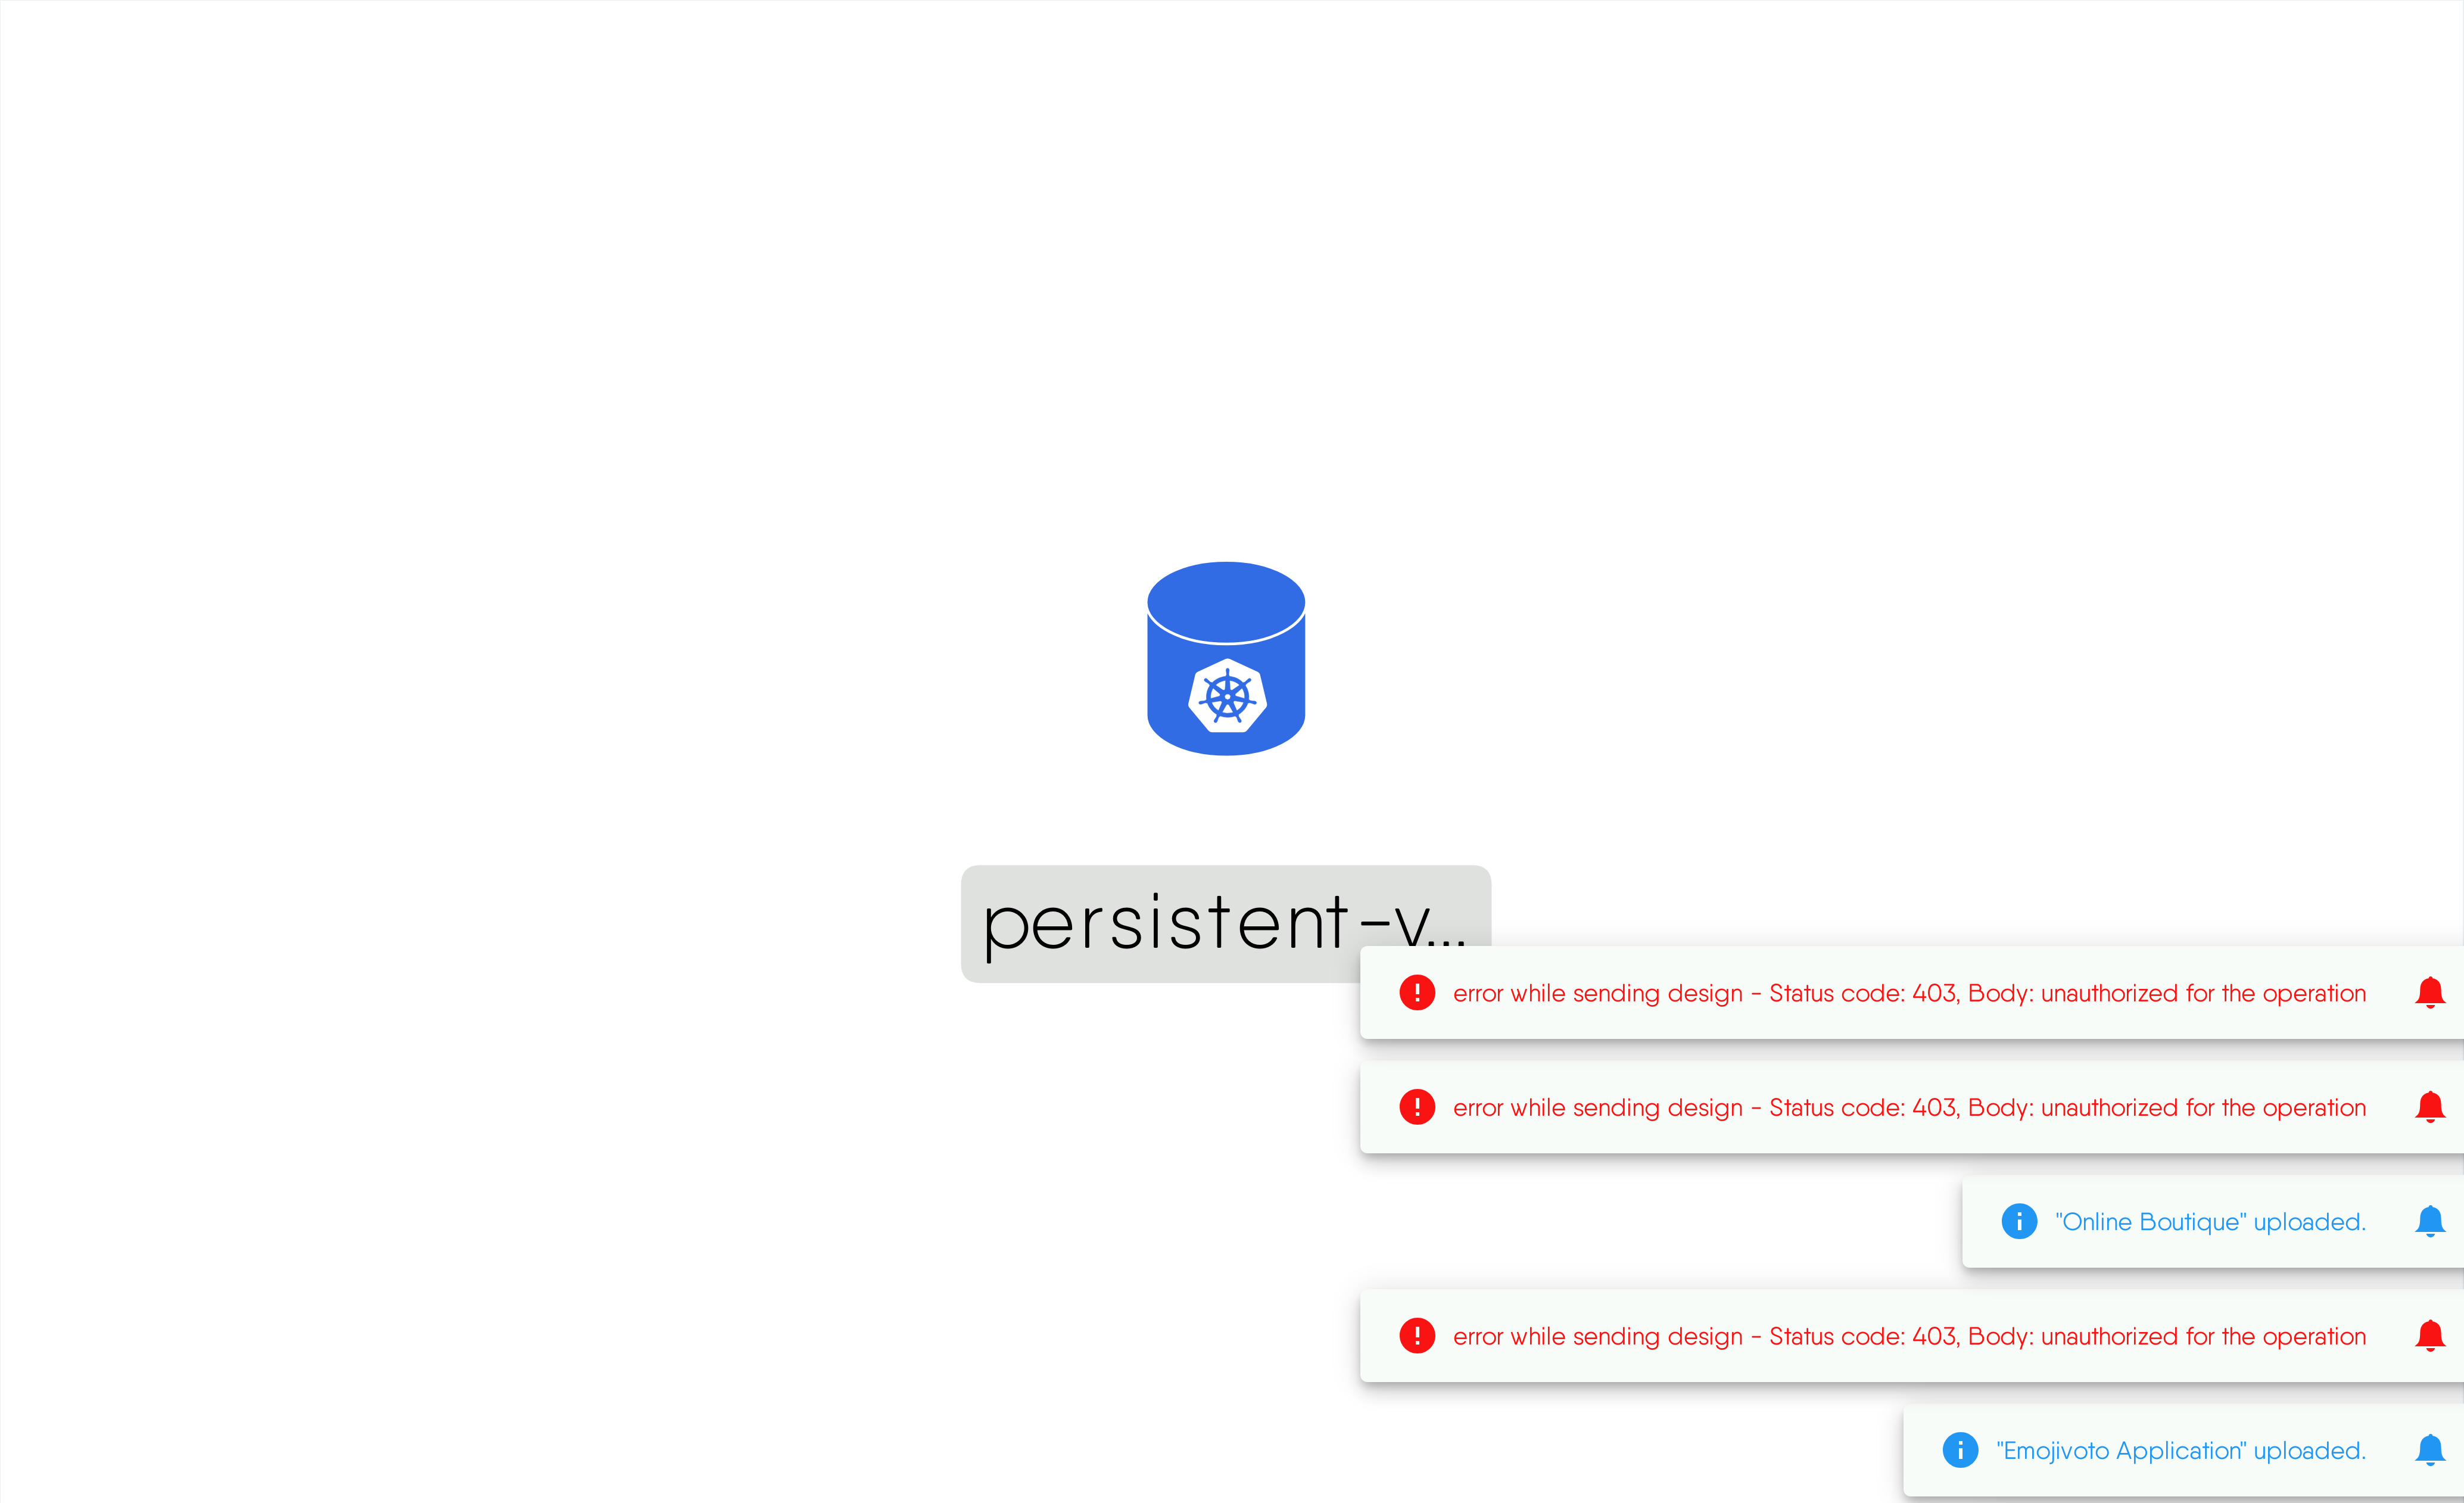 persistent-v...
error while sending design - Status code: 403, Body: unauthorized for the operation
error while sending design - Status code: 403, Body: unauthorized for the operation
"Online Boutique" uploaded.
error while sending design - Status code: 403, Body: unauthorized for the operation
"Emojivoto Application" uploaded.